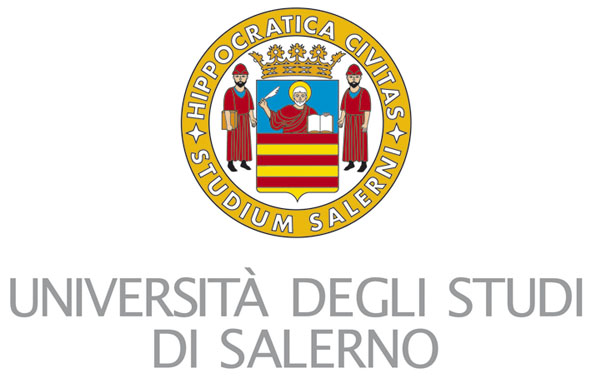 HIPPOCRATICA CIVITAS
STUDIUM SALERNI
UNIVERSITÀ DEGLI STUDI
DI SALERNO